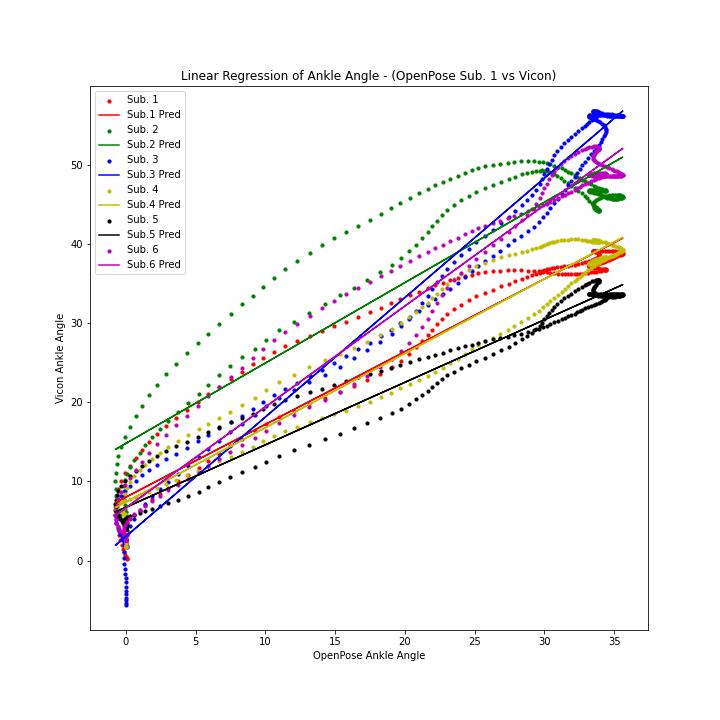 Linear Regression of Ankle Angle - (OpenPose Sub. 1 vs Vicon)
Sub. 1
Sub.1 Pred
Sub. 2
Sub.2 Pred
Sub. 3
Sub.3 Pred
Sub. 4
Sub.4 Pred
Sub. 5
Sub.5 Pred
Sub. 6
Sub.6 Pred
50
40
30
20
10
0
Vicon Ankle Angle
0 5 10 15 20 25 30 35
OpenPose Ankle Angle